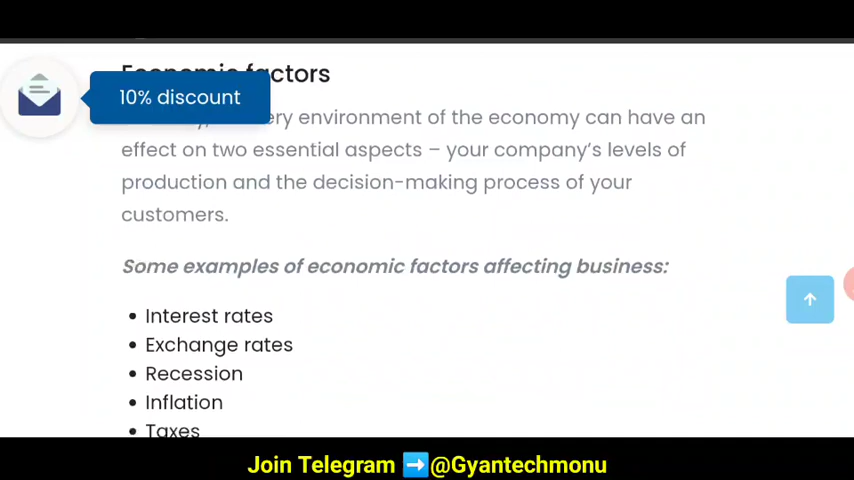 Economic factors
10% discount
ery environment of the economy can have an
effect on two essential aspects – your company's levels of
production and the decision-making process of your
customers.
Some examples of economic factors affecting business:
Interest rates
Exchange rates
Recession
Inflation
Taxes
Join Telegram ➡️@Gyantechmonu